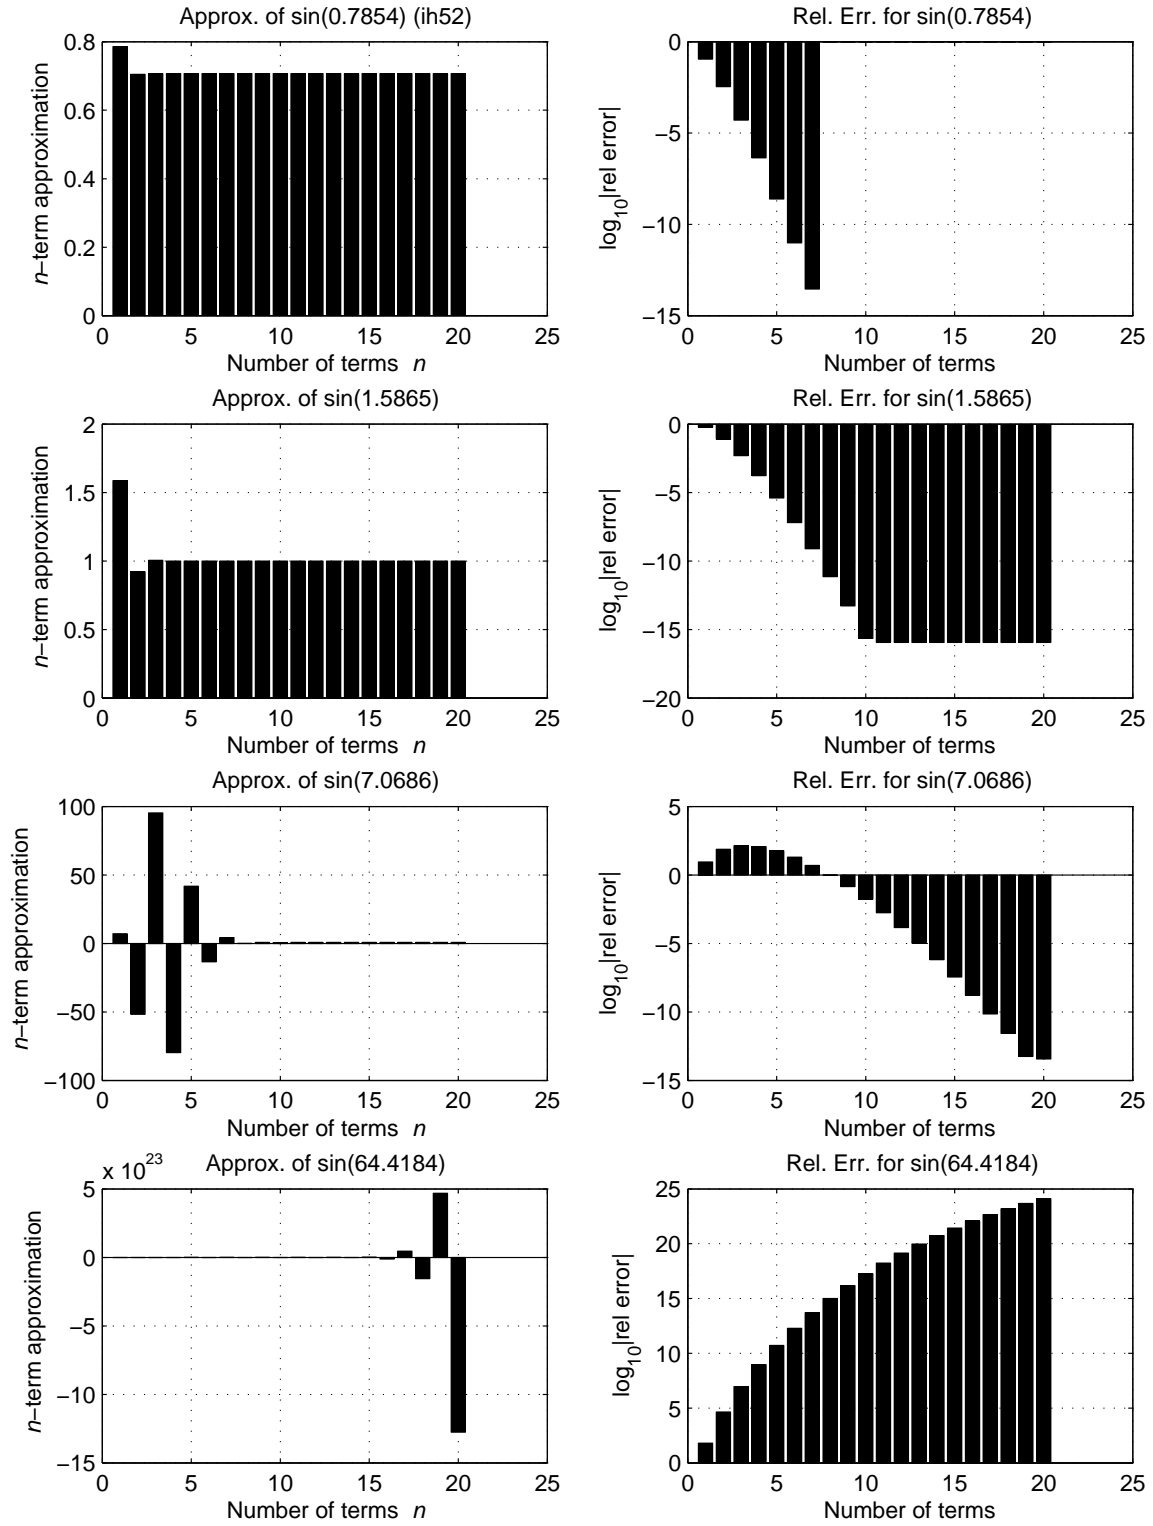 Approx. of sin(0.7854) (ih52)
0.8
0.6
0.4
0.2
0
n−term approximation
0 5 10 15 20 25
Number of terms n
Rel. Err. for sin(0.7854)
0
−5
−10
−15
log10|rel error|
0 5 10 15 20 25
Number of terms
Approx. of sin(1.5865)
2
1.5
1
0.5
0
n−term approximation
0 5 10 15 20 25
Number of terms n
Rel. Err. for sin(1.5865)
0
−5
−10
−15
−20
log10|rel error|
0 5 10 15 20 25
Number of terms
Approx. of sin(7.0686)
100
50
0
−50
−100
n−term approximation
0 5 10 15 20 25
Number of terms n
Rel. Err. for sin(7.0686)
5
0
−5
−10
−15
log10|rel error|
0 5 10 15 20 25
Number of terms
x 10^23
Approx. of sin(64.4184)
5
0
−5
−10
−15
n−term approximation
0 5 10 15 20 25
Number of terms n
Rel. Err. for sin(64.4184)
25
20
15
10
5
0
log10|rel error|
0 5 10 15 20 25
Number of terms